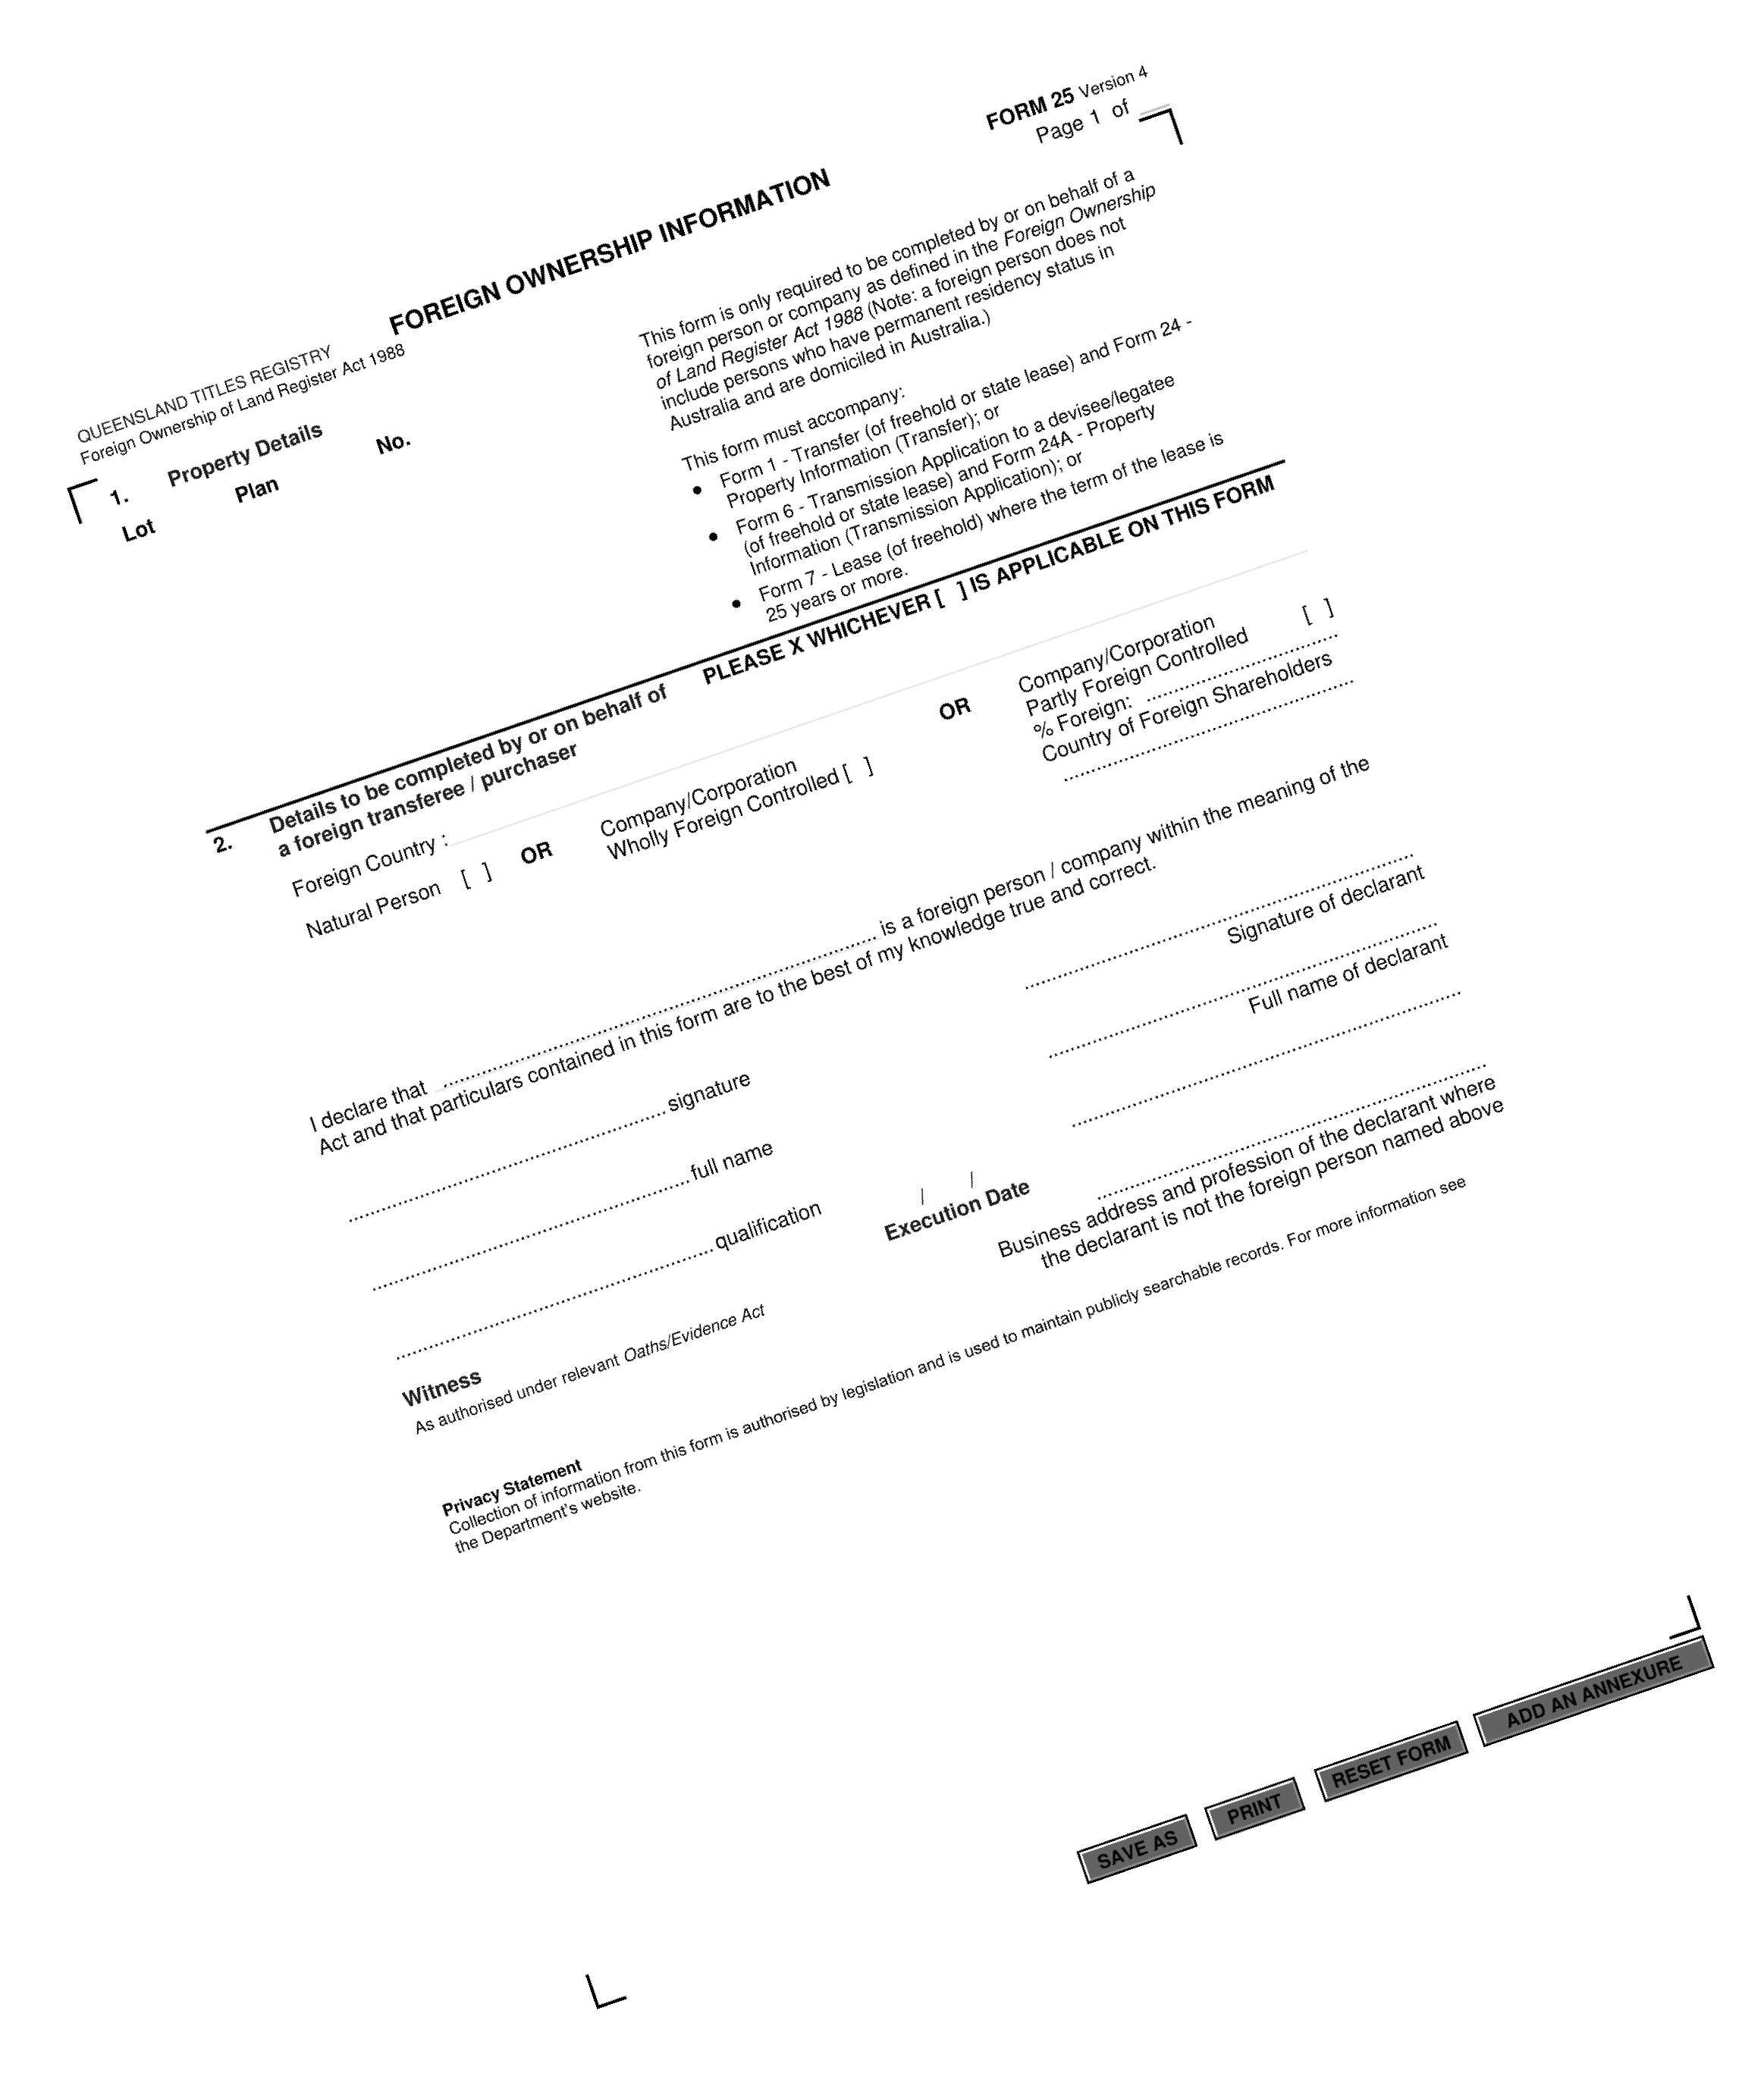 FORM 25 Version 4
Page 1 of
QUEENSLAND TITLES REGISTRY
FOREIGN OWNERSHIP INFORMATION
Foreign Ownership of Land Register Act 1988
1. Property Details
Lot Plan No.
This form is only required to be completed by or on behalf of a
foreign person or company as defined in the Foreign Ownership
of Land Register Act 1988 (Note: a foreign person does not
include persons who have permanent residency status in
Australia and are domiciled in Australia.)
This form must accompany:
• Form 1 - Transfer (of freehold or state lease) and Form 24 -
Property Information (Transfer); or
• Form 6 - Transmission Application to a devisee/legatee
(of freehold or state lease) and Form 24A - Property
Information (Transmission Application); or
• Form 7 - Lease (of freehold) where the term of the lease is
25 years or more.
2. Details to be completed by or on behalf of
a foreign transferee / purchaser
PLEASE X WHICHEVER [ ] IS APPLICABLE ON THIS FORM
Foreign Country :
Natural Person [ ] OR
Company/Corporation
Wholly Foreign Controlled [ ]
OR
Company/Corporation
Partly Foreign Controlled [ ]
% Foreign: ........................................
Country of Foreign Shareholders
............................................................
I declare that ............................................................ is a foreign person / company within the meaning of the
Act and that particulars contained in this form are to the best of my knowledge true and correct.
............................................................signature
............................................................full name
............................................................qualification
Witness
As authorised under relevant Oaths/Evidence Act
/ /
Execution Date
............................................................
Signature of declarant
............................................................
Full name of declarant
............................................................
............................................................
Business address and profession of the declarant where
the declarant is not the foreign person named above
Privacy Statement
Collection of information from this form is authorised by legislation and is used to maintain publicly searchable records. For more information see
the Department's website.
SAVE AS PRINT RESET FORM ADD AN ANNEXURE